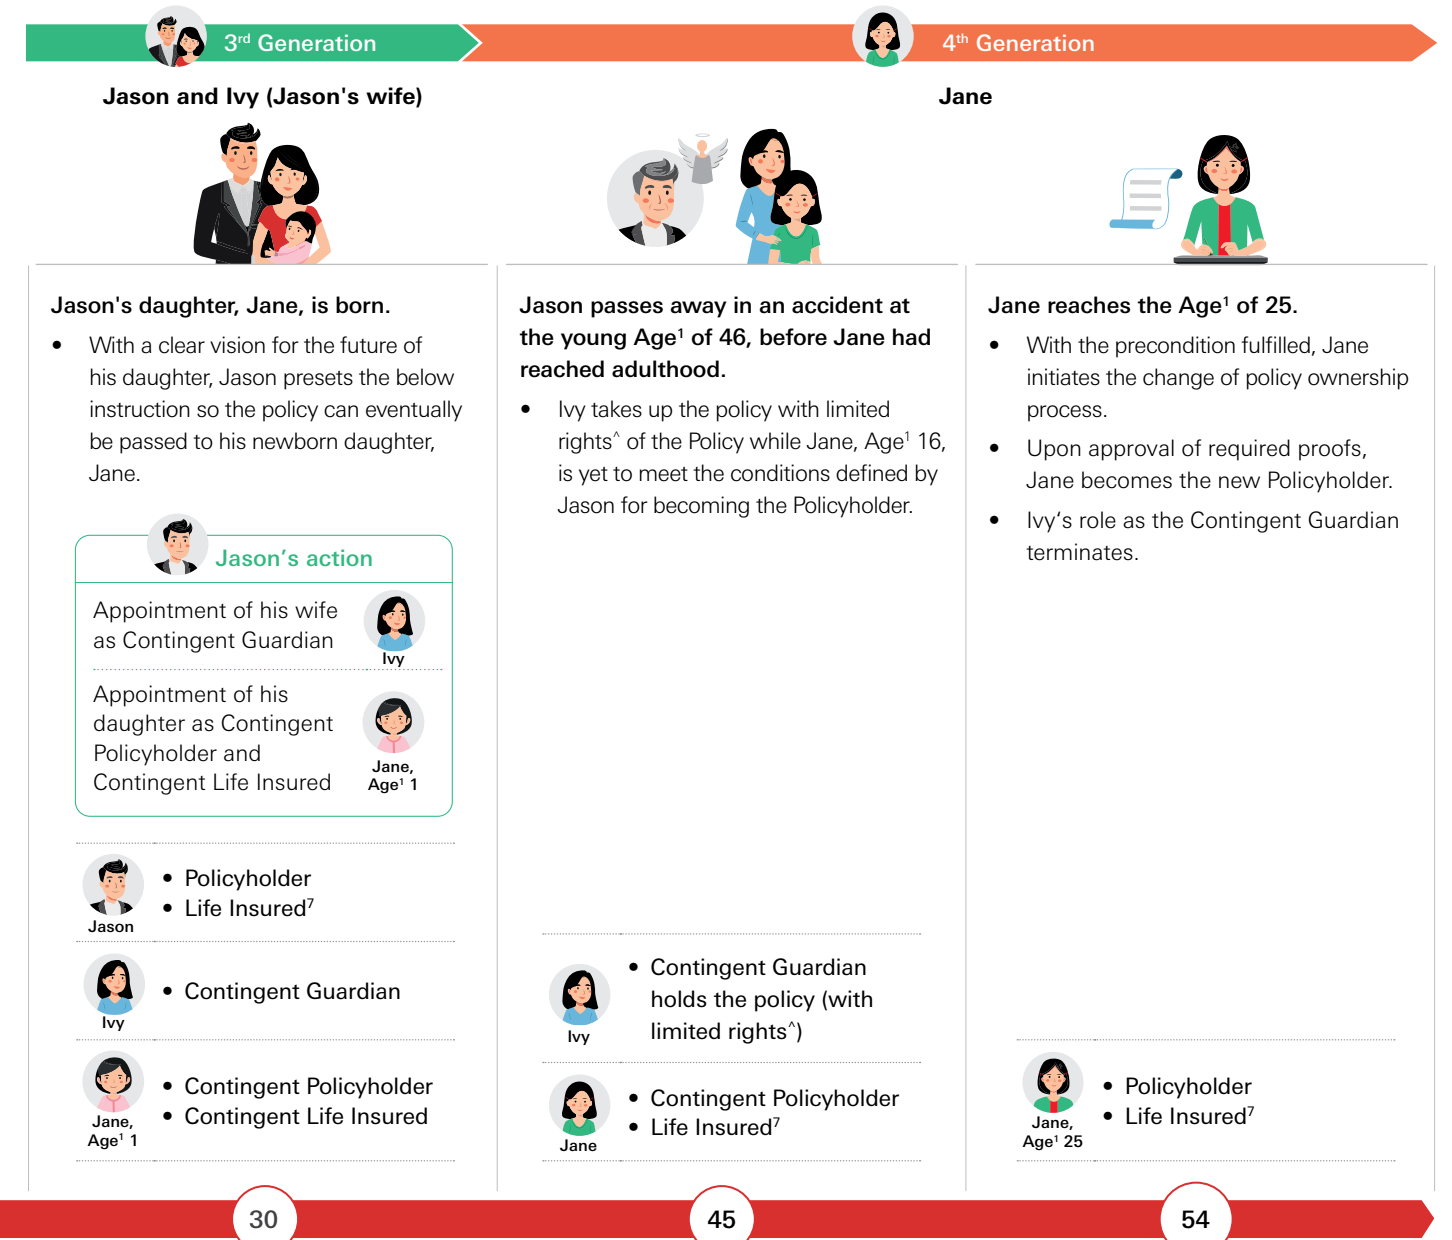 3rd Generation
4th Generation
Jason and Ivy (Jason's wife)
Jane
Jason's daughter, Jane, is born.
• With a clear vision for the future of
his daughter, Jason presets the below
instruction so the policy can eventually
be passed to his newborn daughter,
Jane.
Jason's action
Appointment of his wife
as Contingent Guardian
Ivy
Appointment of his
daughter as Contingent
Policyholder and
Contingent Life Insured
Jane,
Age1 1
Jason
• Policyholder
• Life Insured7
Ivy
• Contingent Guardian
Jane,
Age1 1
• Contingent Policyholder
• Contingent Life Insured
30
Jason passes away in an accident at
the young Age1 of 46, before Jane had
reached adulthood.
• Ivy takes up the policy with limited
rights^ of the Policy while Jane, Age1 16,
is yet to meet the conditions defined by
Jason for becoming the Policyholder.
Ivy
• Contingent Guardian
holds the policy (with
limited rights^)
Jane
• Contingent Policyholder
• Life Insured7
45
Jane reaches the Age1 of 25.
• With the precondition fulfilled, Jane
initiates the change of policy ownership
process.
• Upon approval of required proofs,
Jane becomes the new Policyholder.
• Ivy's role as the Contingent Guardian
terminates.
Jane,
Age1 25
• Policyholder
• Life Insured7
54